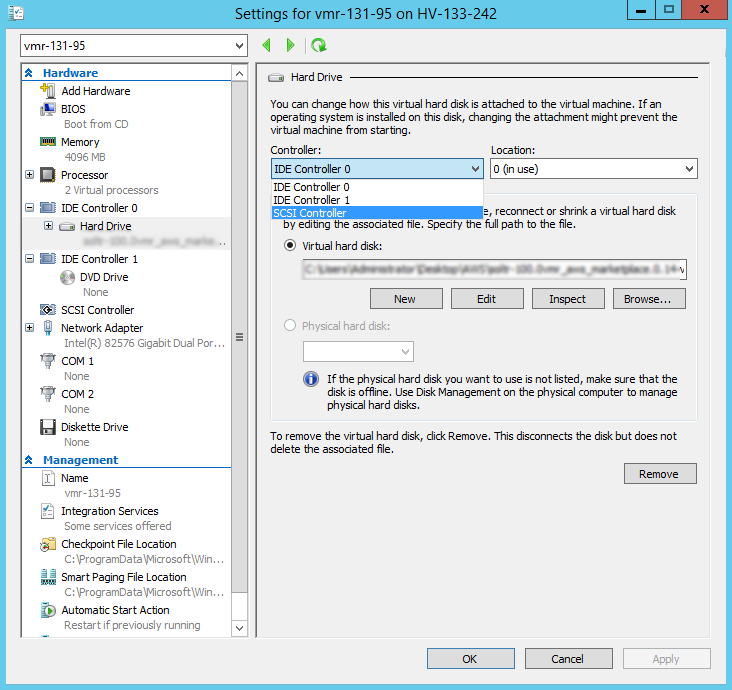 Settings for vmr-131-95 on HV-133-242
vmr-131-95
Hardware
Add Hardware
BIOS
Boot from CD
Memory
4096 MB
Processor
2 Virtual processors
IDE Controller 0
Hard Drive
IDE Controller 1
DVD Drive
None
SCSI Controller
Network Adapter
Intel(R) 82576 Gigabit Dual Por...
COM 1
None
COM 2
None
Diskette Drive
None
Management
Name
vmr-131-95
Integration Services
Some services offered
Checkpoint File Location
C:\ProgramData\Microsoft\Win...
Smart Paging File Location
C:\ProgramData\Microsoft\Win...
Automatic Start Action
Restart if previously running
Hard Drive
You can change how this virtual hard disk is attached to the virtual machine. If an
operating system is installed on this disk, changing the attachment might prevent the
virtual machine from starting.
Controller:
Location:
IDE Controller 0
0 (in use)
IDE Controller 0
IDE Controller 1
SCSI Controller
e, reconnect or shrink a virtual hard disk
by editing the associated file. Specify the full path to the file.
Virtual hard disk:
New
Edit
Inspect
Browse...
Physical hard disk:
If the physical hard disk you want to use is not listed, make sure that the
disk is offline. Use Disk Management on the physical computer to manage
physical hard disks.
To remove the virtual hard disk, click Remove. This disconnects the disk but does not
delete the associated file.
Remove
OK
Cancel
Apply